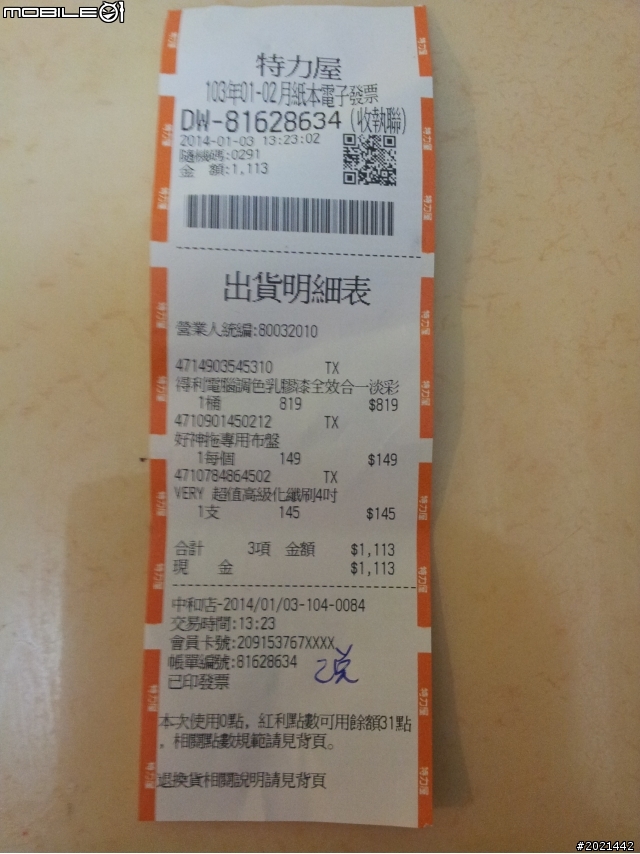 MOBILE01
特力屋
103年01-02月紙本電子發票
DW-81628634 (收執聯)
2014-01-03 13:23:02
隨機碼:0291
金 額:1,113
出貨明細表
營業人統編:80032010
4714903545310 TX
得利電腦調色乳膠漆全效合一淡彩
1桶 819 $819
4710901450212 TX
好神拖專用布盤
1每個 149 $149
4710784864502 TX
VERY 超值高級化纖刷4吋
1支 145 $145
合計 3項 金額 $1,113
現 金 $1,113
中和店-2014/01/03-104-0084
交易時間:13:23
會員卡號:209153767XXXX
帳單編號:81628634
已印發票
本次使用0點, 紅利點數可用餘額31點
, 相關點數規範請見背頁。
退換貨相關說明請見背頁
#2021442